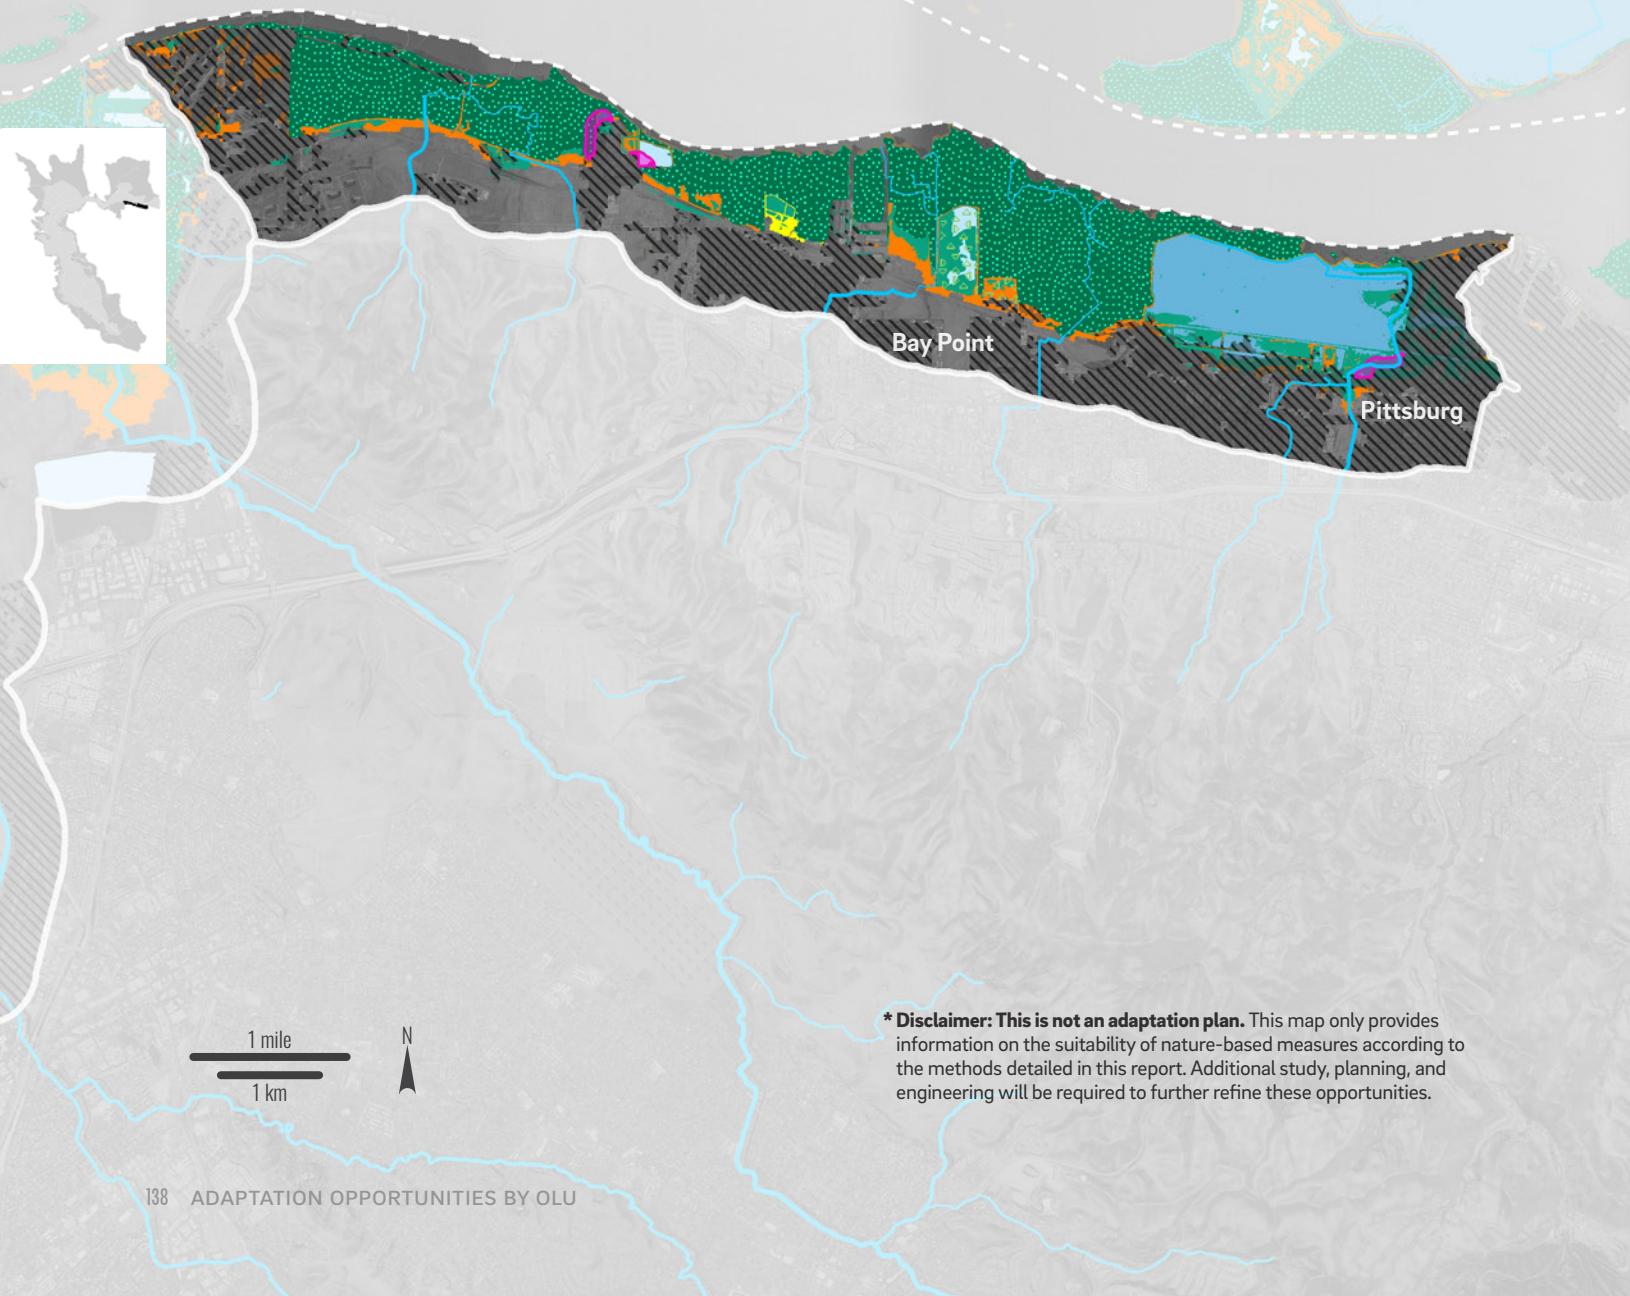 Bay Point
Pittsburg
1 mile
1 km
N
* Disclaimer: This is not an adaptation plan. This map only provides
information on the suitability of nature-based measures according to
the methods detailed in this report. Additional study, planning, and
engineering will be required to further refine these opportunities.
138 ADAPTATION OPPORTUNITIES BY OLU